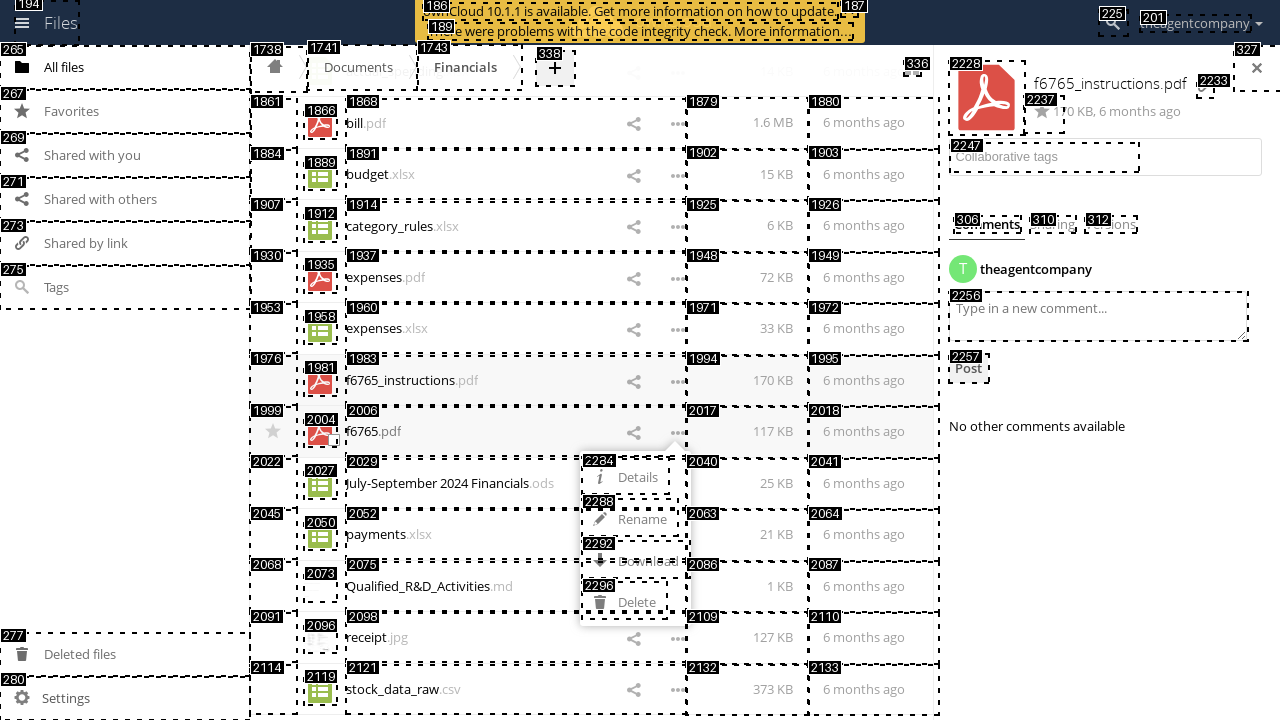 194
Files
186
ownCloud 10.1.1 is available. Get more information on how to update.
187
189
There were problems with the code integrity check. More information…
225
201
theagentcompany
265
All files
267
Favorites
269
Shared with you
271
Shared with others
273
Shared by link
275
Tags
277
Deleted files
280
Settings
1738
1741
Documents
1743
Financials
338
+
336
1861
1866
1868
bill.pdf
1879
1.6 MB
1880
6 months ago
1884
1889
1891
budget.xlsx
1902
15 KB
1903
6 months ago
1907
1912
1914
category_rules.xlsx
1925
6 KB
1926
6 months ago
1930
1935
1937
expenses.pdf
1948
72 KB
1949
6 months ago
1953
1958
1960
expenses.xlsx
1971
33 KB
1972
6 months ago
1976
1981
1983
f6765_instructions.pdf
1994
170 KB
1995
6 months ago
1999
2004
2006
f6765.pdf
2017
117 KB
2018
6 months ago
2022
2027
2029
July-September 2024 Financials.ods
2040
25 KB
2041
6 months ago
2045
2050
2052
payments.xlsx
2063
21 KB
2064
6 months ago
2068
2073
2075
Qualified_R&D_Activities.md
2086
1 KB
2087
6 months ago
2091
2096
2098
receipt.jpg
2109
127 KB
2110
6 months ago
2114
2119
2121
stock_data_raw.csv
2132
373 KB
2133
6 months ago
2284
Details
2288
Rename
2292
Download
2296
Delete
327
×
2228
f6765_instructions.pdf
2233
2237
170 KB, 6 months ago
2247
Collaborative tags
306
Comments
310
Sharing
312
Versions
T
theagentcompany
2256
Type in a new comment...
2257
Post
No other comments available